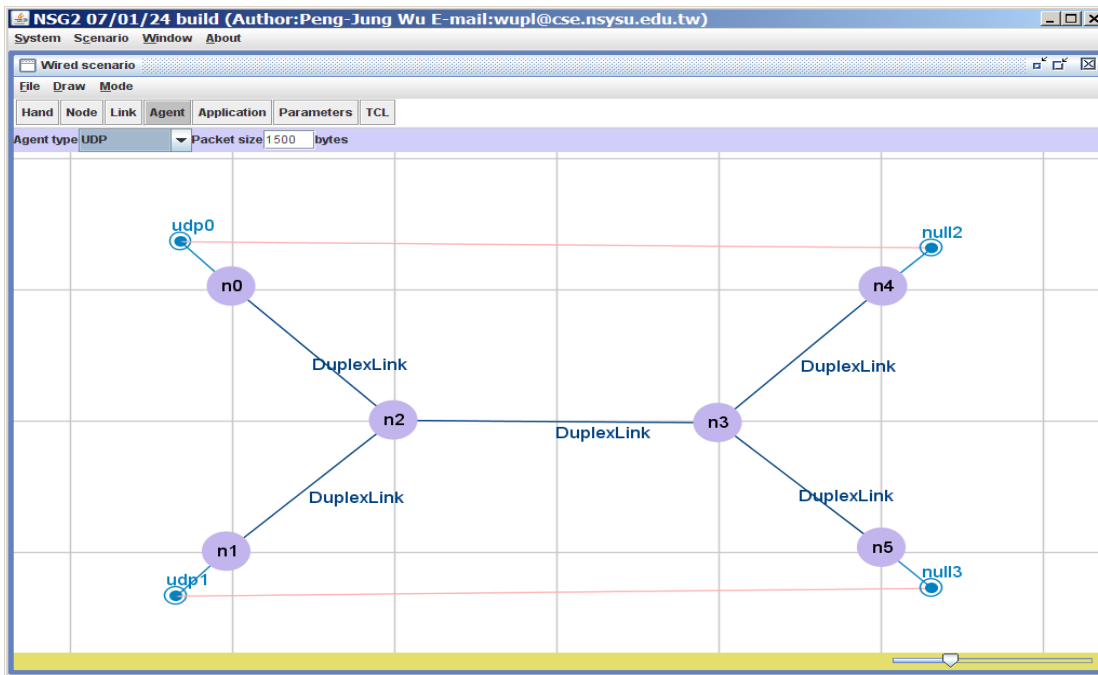 NSG2 07/01/24 build (Author:Peng-Jung Wu E-mail:wupl@cse.nsysu.edu.tw)
System Scenario Window About
Wired scenario
File Draw Mode
Hand Node Link Agent Application Parameters TCL
Agent type UDP Packet size 1500 bytes
udp0
null2
n0
n4
DuplexLink
DuplexLink
n2
n3
DuplexLink
DuplexLink
DuplexLink
n1
n5
udp1
null3